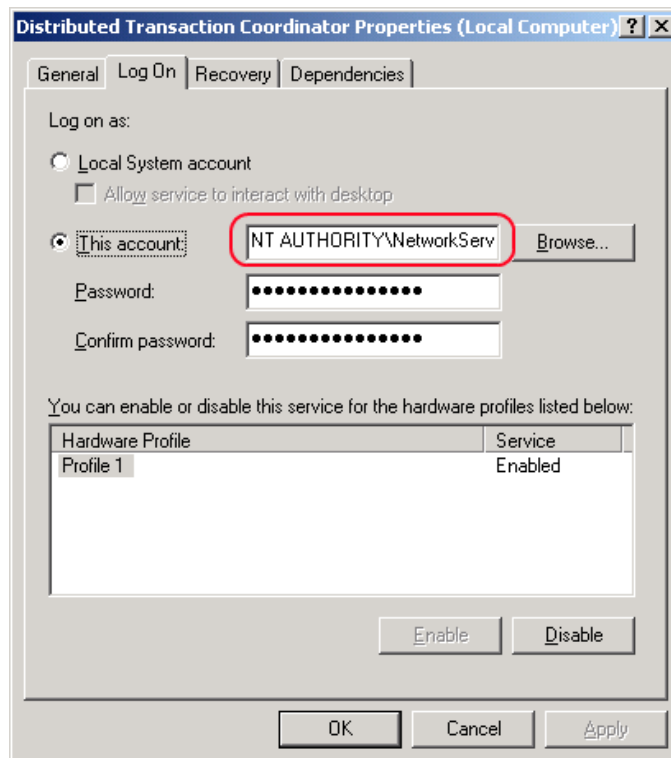 Distributed Transaction Coordinator Properties (Local Computer)
General Log On Recovery Dependencies
Log on as:
Local System account
Allow service to interact with desktop
This account: NT AUTHORITY\NetworkServ Browse...
Password: ●●●●●●●●●●●●●●●
Confirm password: ●●●●●●●●●●●●●●●
You can enable or disable this service for the hardware profiles listed below:
Hardware Profile Service
Profile 1 Enabled
Enable Disable
OK Cancel Apply